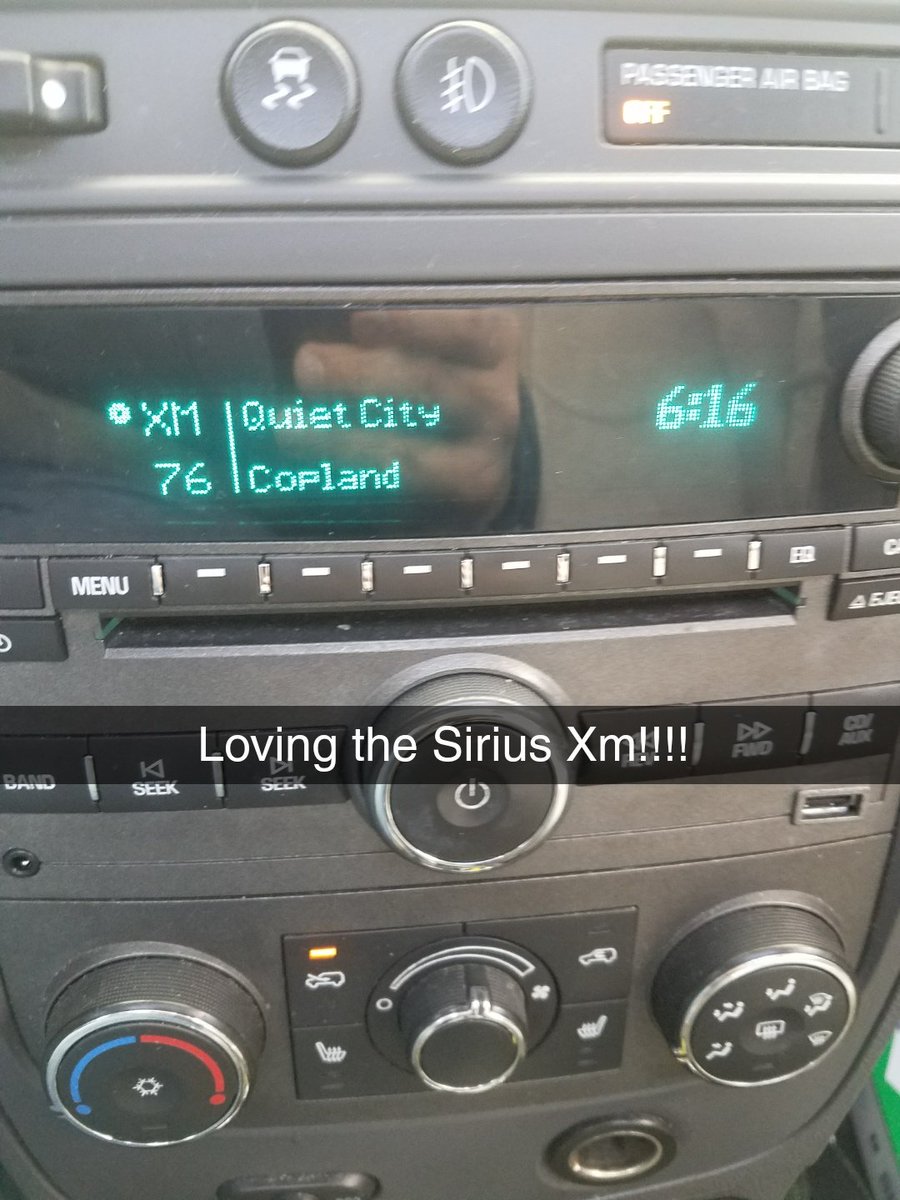 PASSENGER AIR BAG
OFF
XM Quiet City 6:16
76 Copland
MENU
EQ
Loving the Sirius Xm!!!!
BAND
SEEK
SEEK
FWD
CD/
AUX